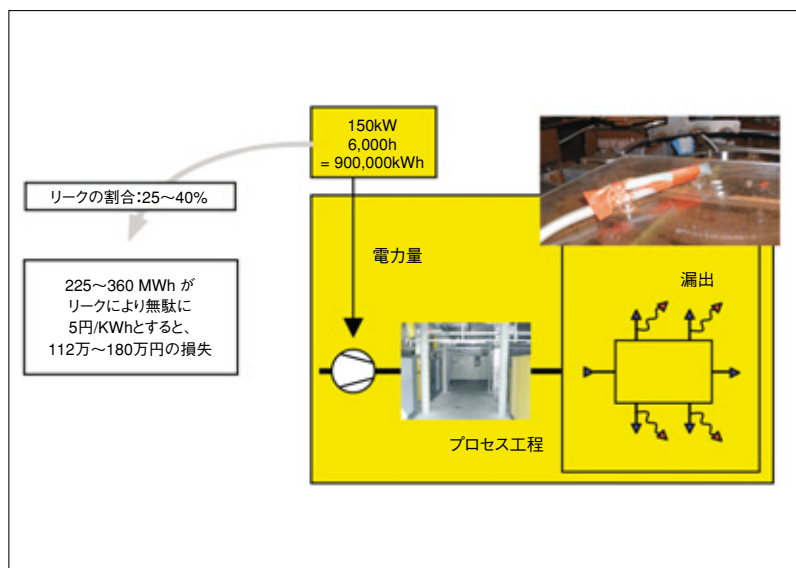 150kW
6,000h
= 900,000kWh
リークの割合：25～40%
電力量
漏出
225～360 MWh が
リークにより無駄に
5円/KWhとすると、
112万～180万円の損失
プロセス工程